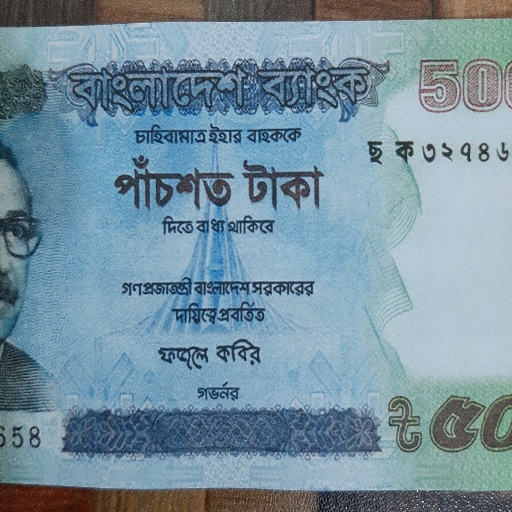 বাংলাদেশ ব্যাংক
500
চাহিবামাত্র ইহার বাহককে
ছ ক ৩২৭৪৬
পাঁচশত টাকা
দিতে বাধ্য থাকিবে
গণপ্রজাতন্ত্রী বাংলাদেশ সরকারের
দায়িত্বে প্রবর্তিত
ফজলে কবির
গভর্নর
658
৳ ৫০